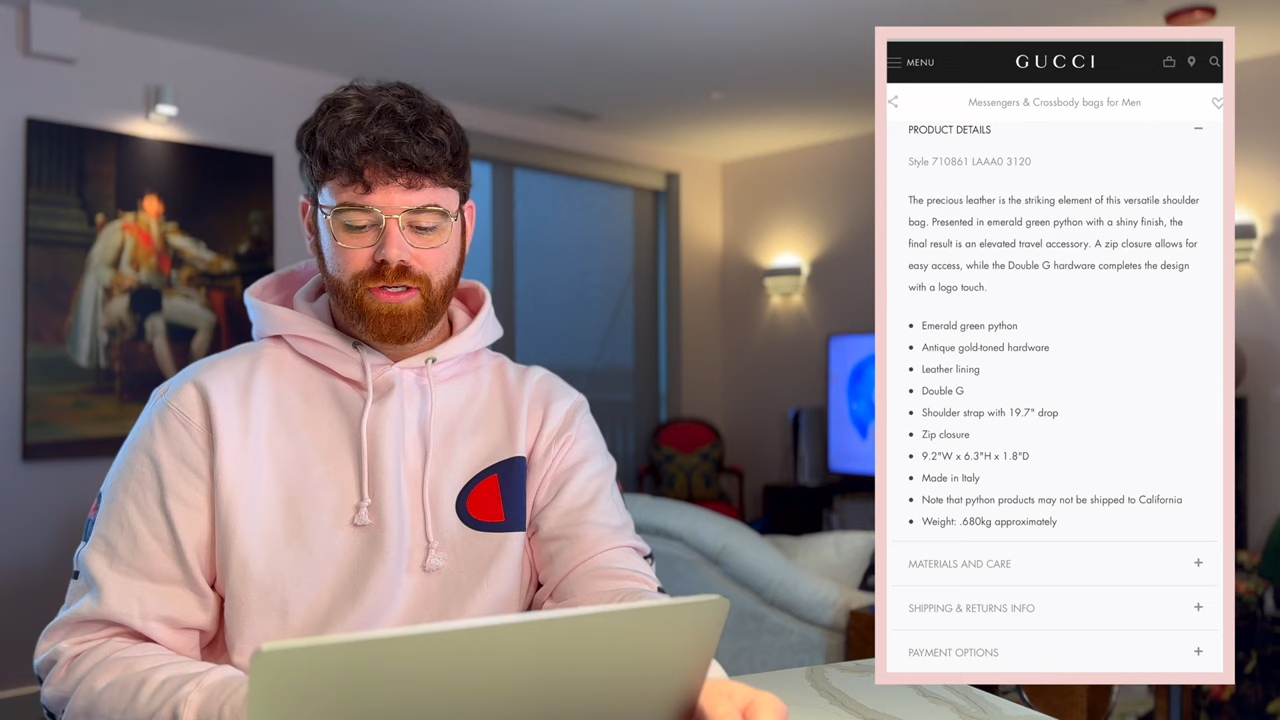 MENU
GUCCI
Messengers & Crossbody bags for Men
PRODUCT DETAILS
Style 710861 LAAA0 3120
The precious leather is the striking element of this versatile shoulder
bag. Presented in emerald green python with a shiny finish, the
final result is an elevated travel accessory. A zip closure allows for
easy access, while the Double G hardware completes the design
with a logo touch.
• Emerald green python
• Antique gold-toned hardware
• Leather lining
• Double G
• Shoulder strap with 19.7" drop
• Zip closure
• 9.2"W x 6.3"H x 1.8"D
• Made in Italy
• Note that python products may not be shipped to California
• Weight: .680kg approximately
MATERIALS AND CARE
SHIPPING & RETURNS INFO
PAYMENT OPTIONS